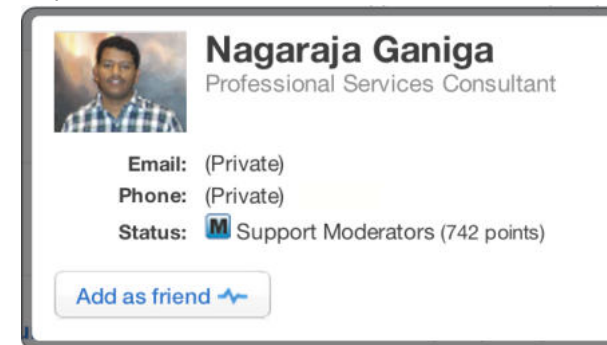 Nagaraja Ganiga
Professional Services Consultant
Email: (Private)
Phone: (Private)
Status: M Support Moderators (742 points)
Add as friend